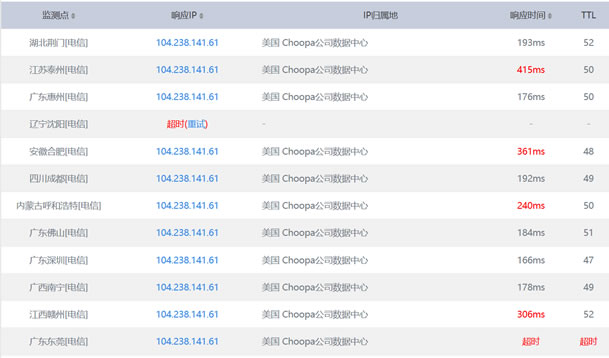 监测点 响应IP IP归属地 响应时间 TTL
湖北荆门[电信] 104.238.141.61 美国 Choopa公司数据中心 193ms 52
江苏泰州[电信] 104.238.141.61 美国 Choopa公司数据中心 415ms 50
广东惠州[电信] 104.238.141.61 美国 Choopa公司数据中心 176ms 50
辽宁沈阳[电信] 超时(重试) - - -
安徽合肥[电信] 104.238.141.61 美国 Choopa公司数据中心 361ms 48
四川成都[电信] 104.238.141.61 美国 Choopa公司数据中心 192ms 49
内蒙古呼和浩特[电信] 104.238.141.61 美国 Choopa公司数据中心 240ms 50
广东佛山[电信] 104.238.141.61 美国 Choopa公司数据中心 184ms 51
广东深圳[电信] 104.238.141.61 美国 Choopa公司数据中心 166ms 47
广西南宁[电信] 104.238.141.61 美国 Choopa公司数据中心 178ms 49
江西赣州[电信] 104.238.141.61 美国 Choopa公司数据中心 306ms 52
广东东莞[电信] 104.238.141.61 美国 Choopa公司数据中心 超时 超时